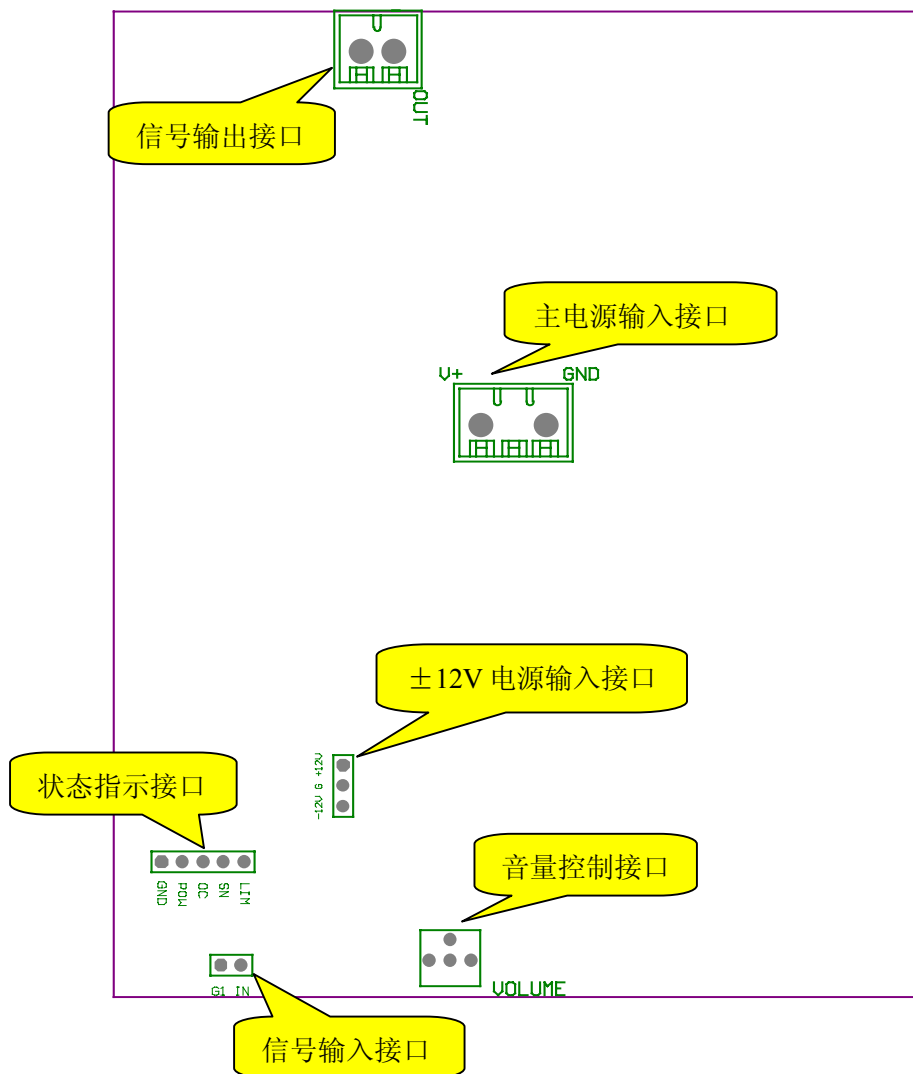 OUT
信号输出接口
主电源输入接口
V+ GND
±12V 电源输入接口
-12V G +12V
状态指示接口
GND POW OC SN LIM
音量控制接口
G1 IN
VOLUME
信号输入接口